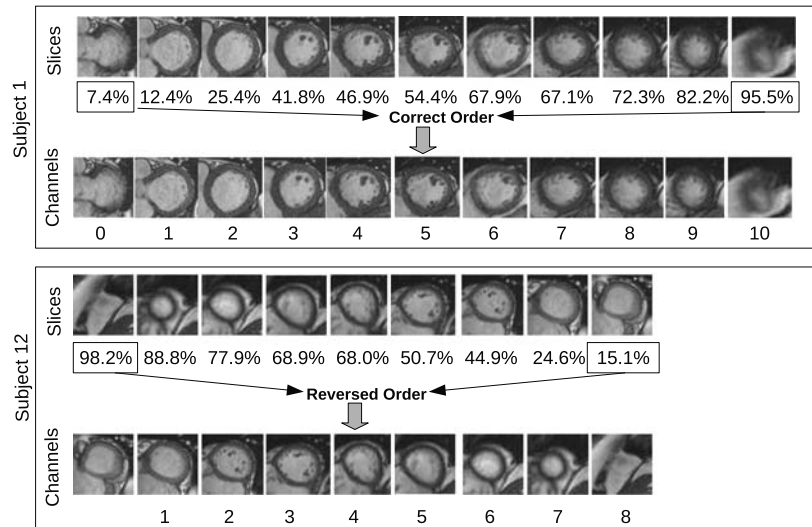 Subject 1
Slices
7.4% 12.4% 25.4% 41.8% 46.9% 54.4% 67.9% 67.1% 72.3% 82.2% 95.5%
Correct Order
Channels
0 1 2 3 4 5 6 7 8 9 10
Subject 12
Slices
98.2% 88.8% 77.9% 68.9% 68.0% 50.7% 44.9% 24.6% 15.1%
Reversed Order
Channels
1 2 3 4 5 6 7 8